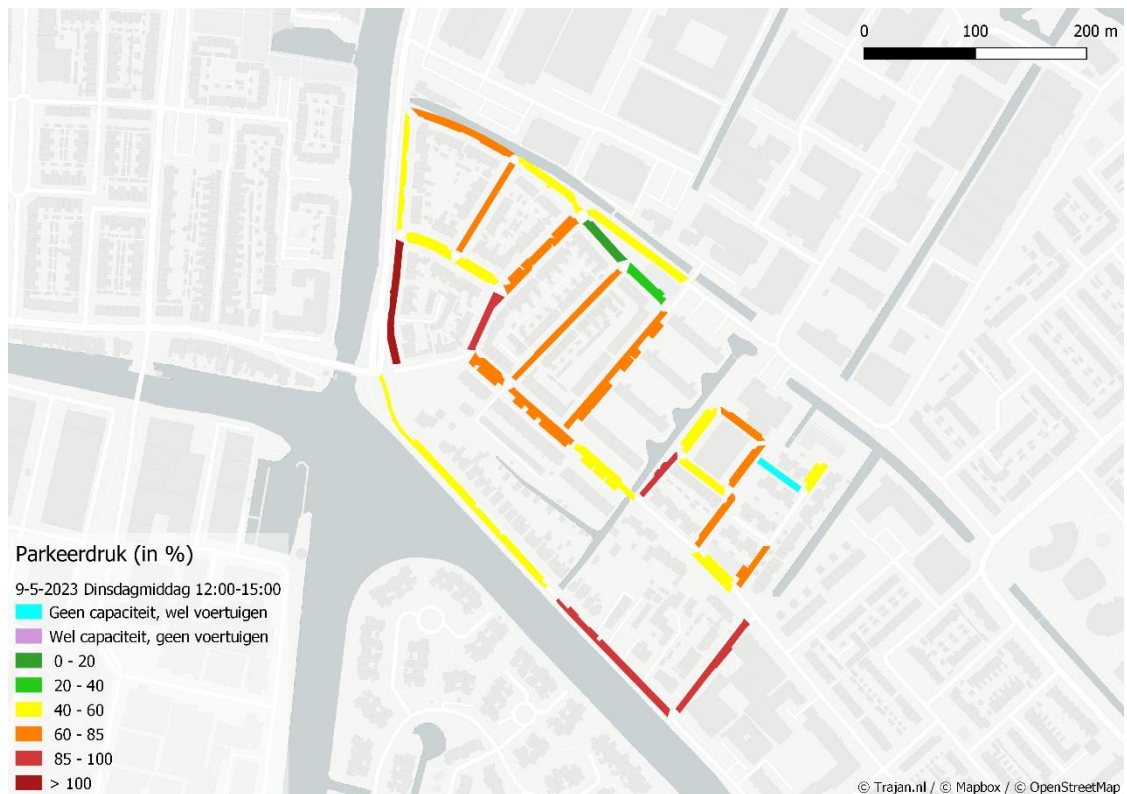 0 100 200 m
Parkeerdruk (in %)
9-5-2023 Dinsdagmiddag 12:00-15:00
Geen capaciteit, wel voertuigen
Wel capaciteit, geen voertuigen
0 - 20
20 - 40
40 - 60
60 - 85
85 - 100
> 100
© Trajan.nl / © Mapbox / © OpenStreetMap